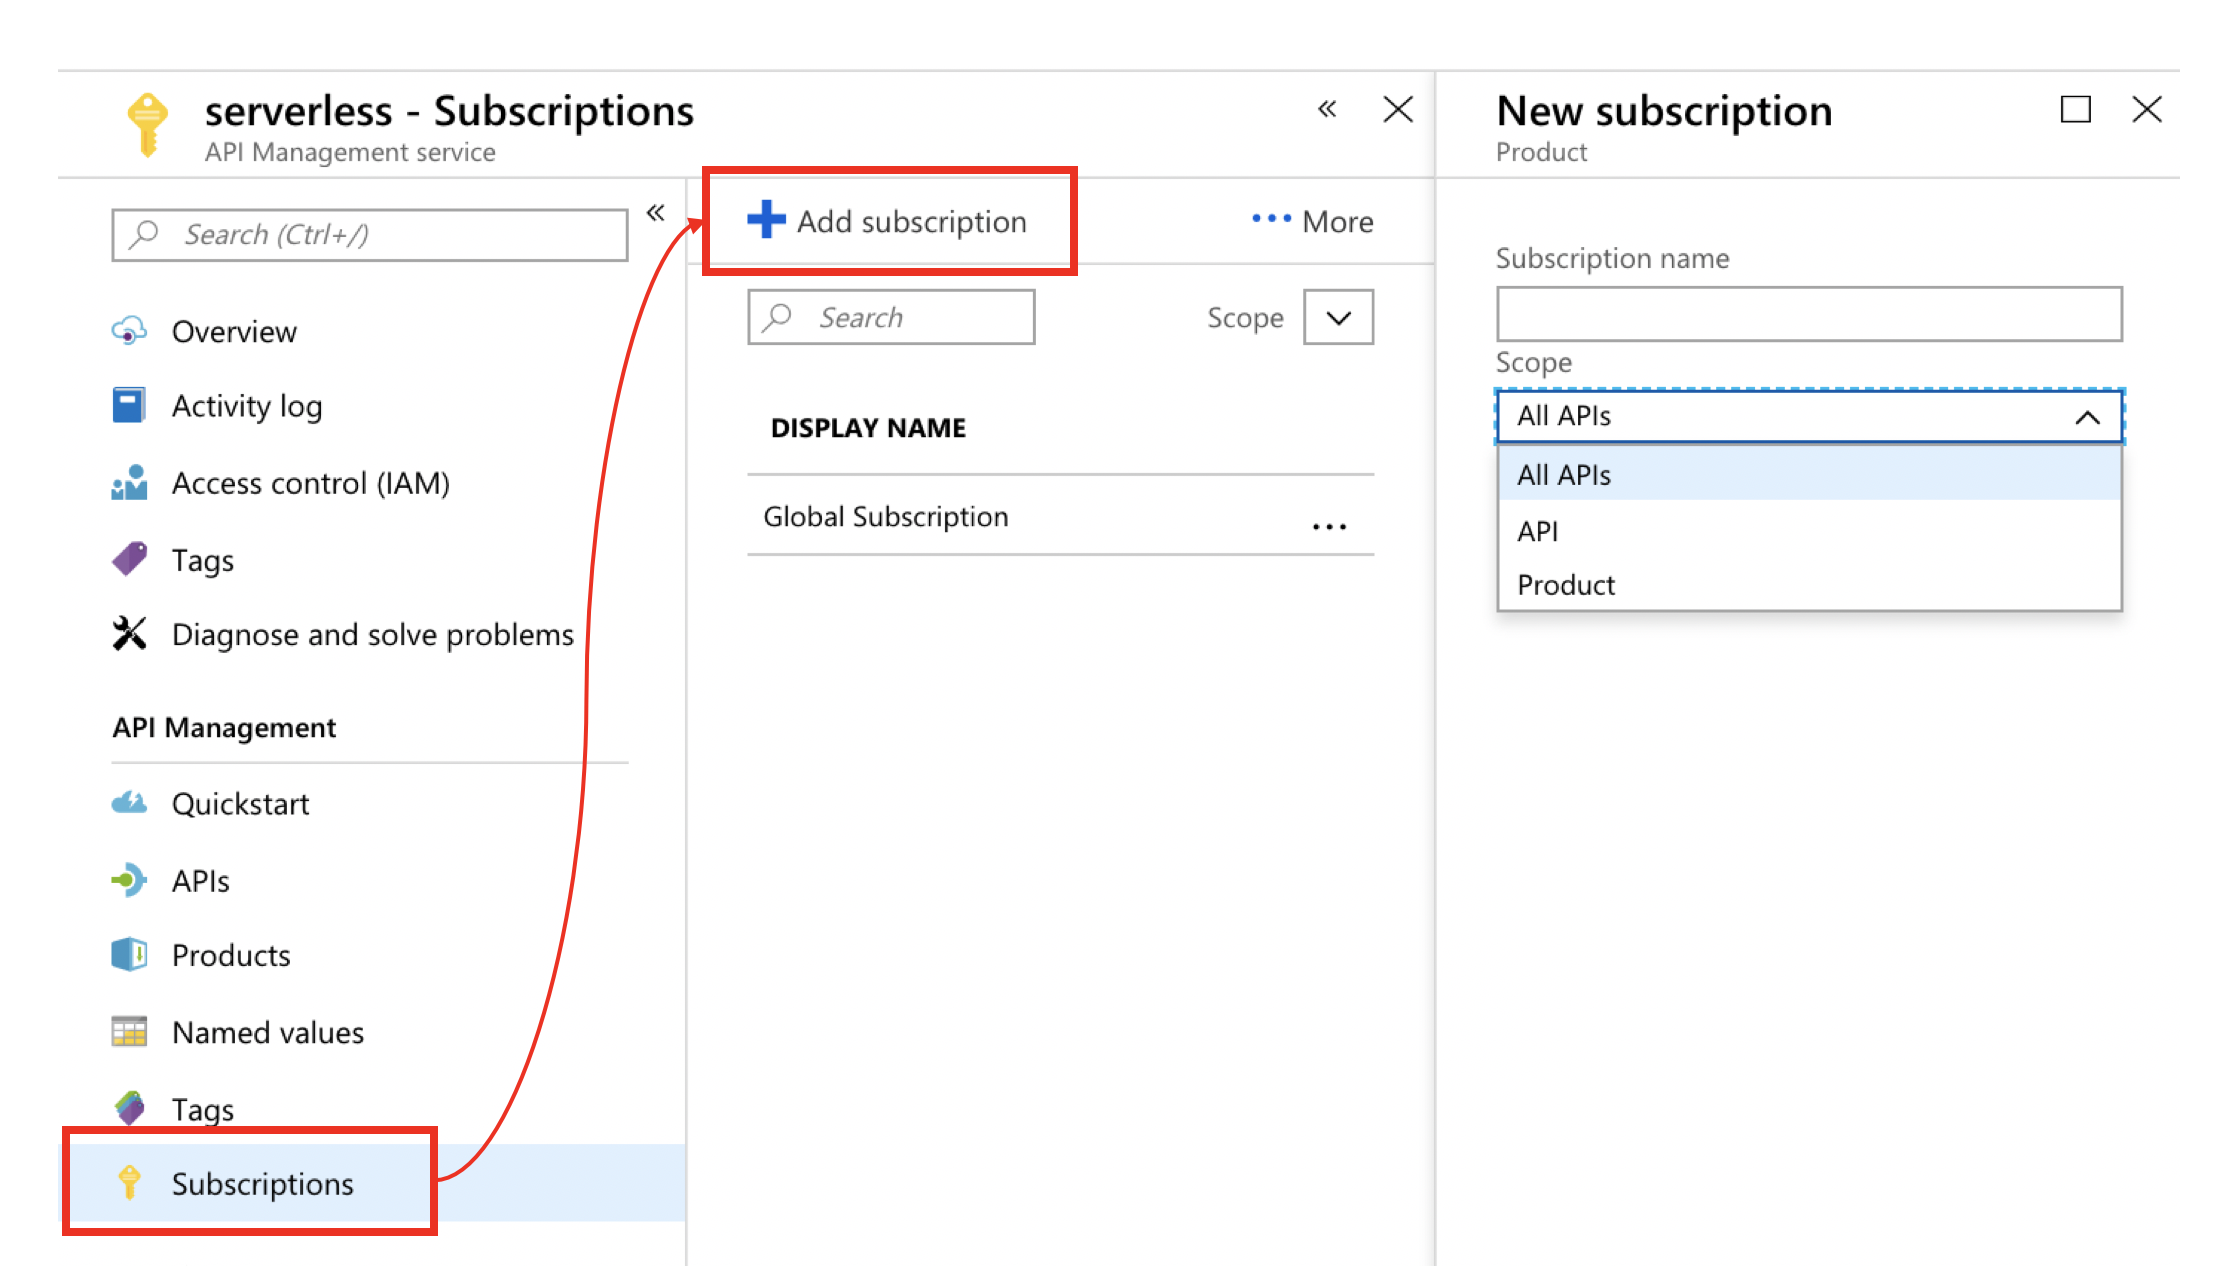 serverless - Subscriptions
API Management service
Search (Ctrl+/)
Overview
Activity log
Access control (IAM)
Tags
Diagnose and solve problems
API Management
Quickstart
APIs
Products
Named values
Tags
Subscriptions
Add subscription
More
Search
Scope
DISPLAY NAME
Global Subscription
New subscription
Product
Subscription name
Scope
All APIs
All APIs
API
Product